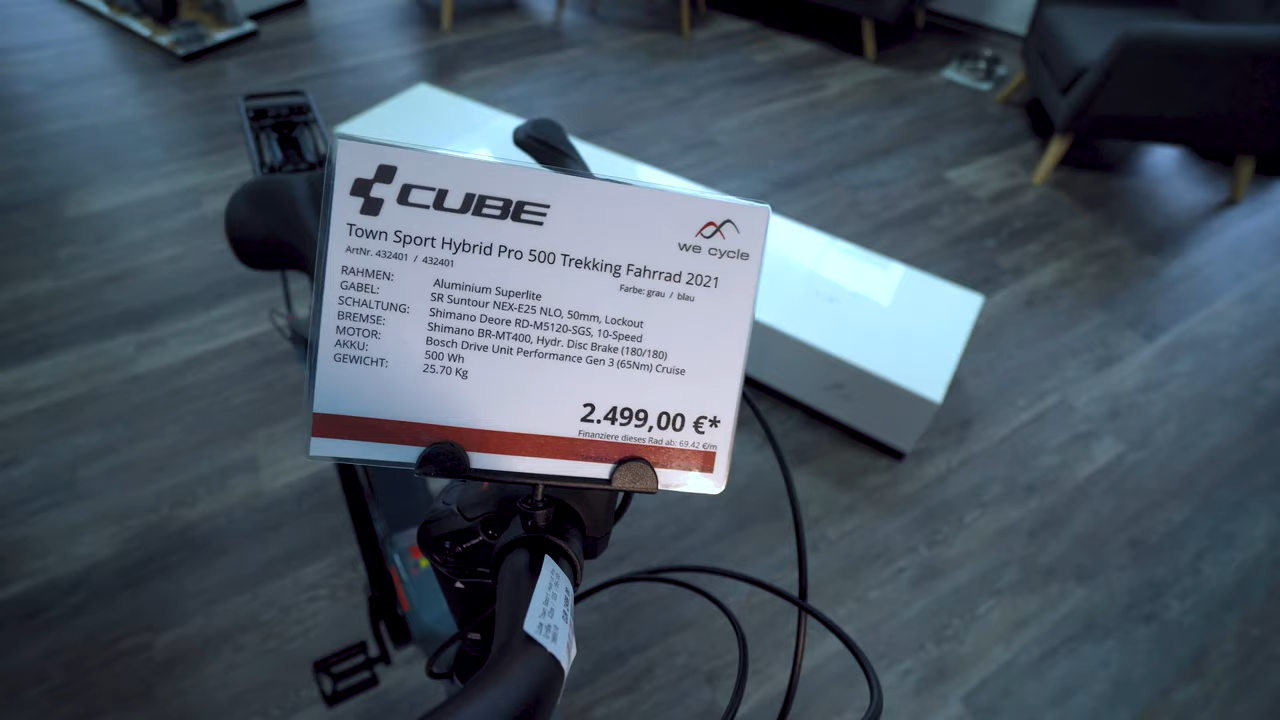 CUBE
we cycle
Town Sport Hybrid Pro 500 Trekking Fahrrad 2021
ArtNr. 432401 / 432401
Farbe: grau / blau
RAHMEN: Aluminium Superlite
GABEL: SR Suntour NEX-E25 NLO, 50mm, Lockout
SCHALTUNG: Shimano Deore RD-M5120-SGS, 10-Speed
BREMSE: Shimano BR-MT400, Hydr. Disc Brake (180/180)
MOTOR: Bosch Drive Unit Performance Gen 3 (65Nm) Cruise
AKKU: 500 Wh
GEWICHT: 25.70 Kg
2.499,00 €*
Finanziere dieses Rad ab: 69.42 €/m